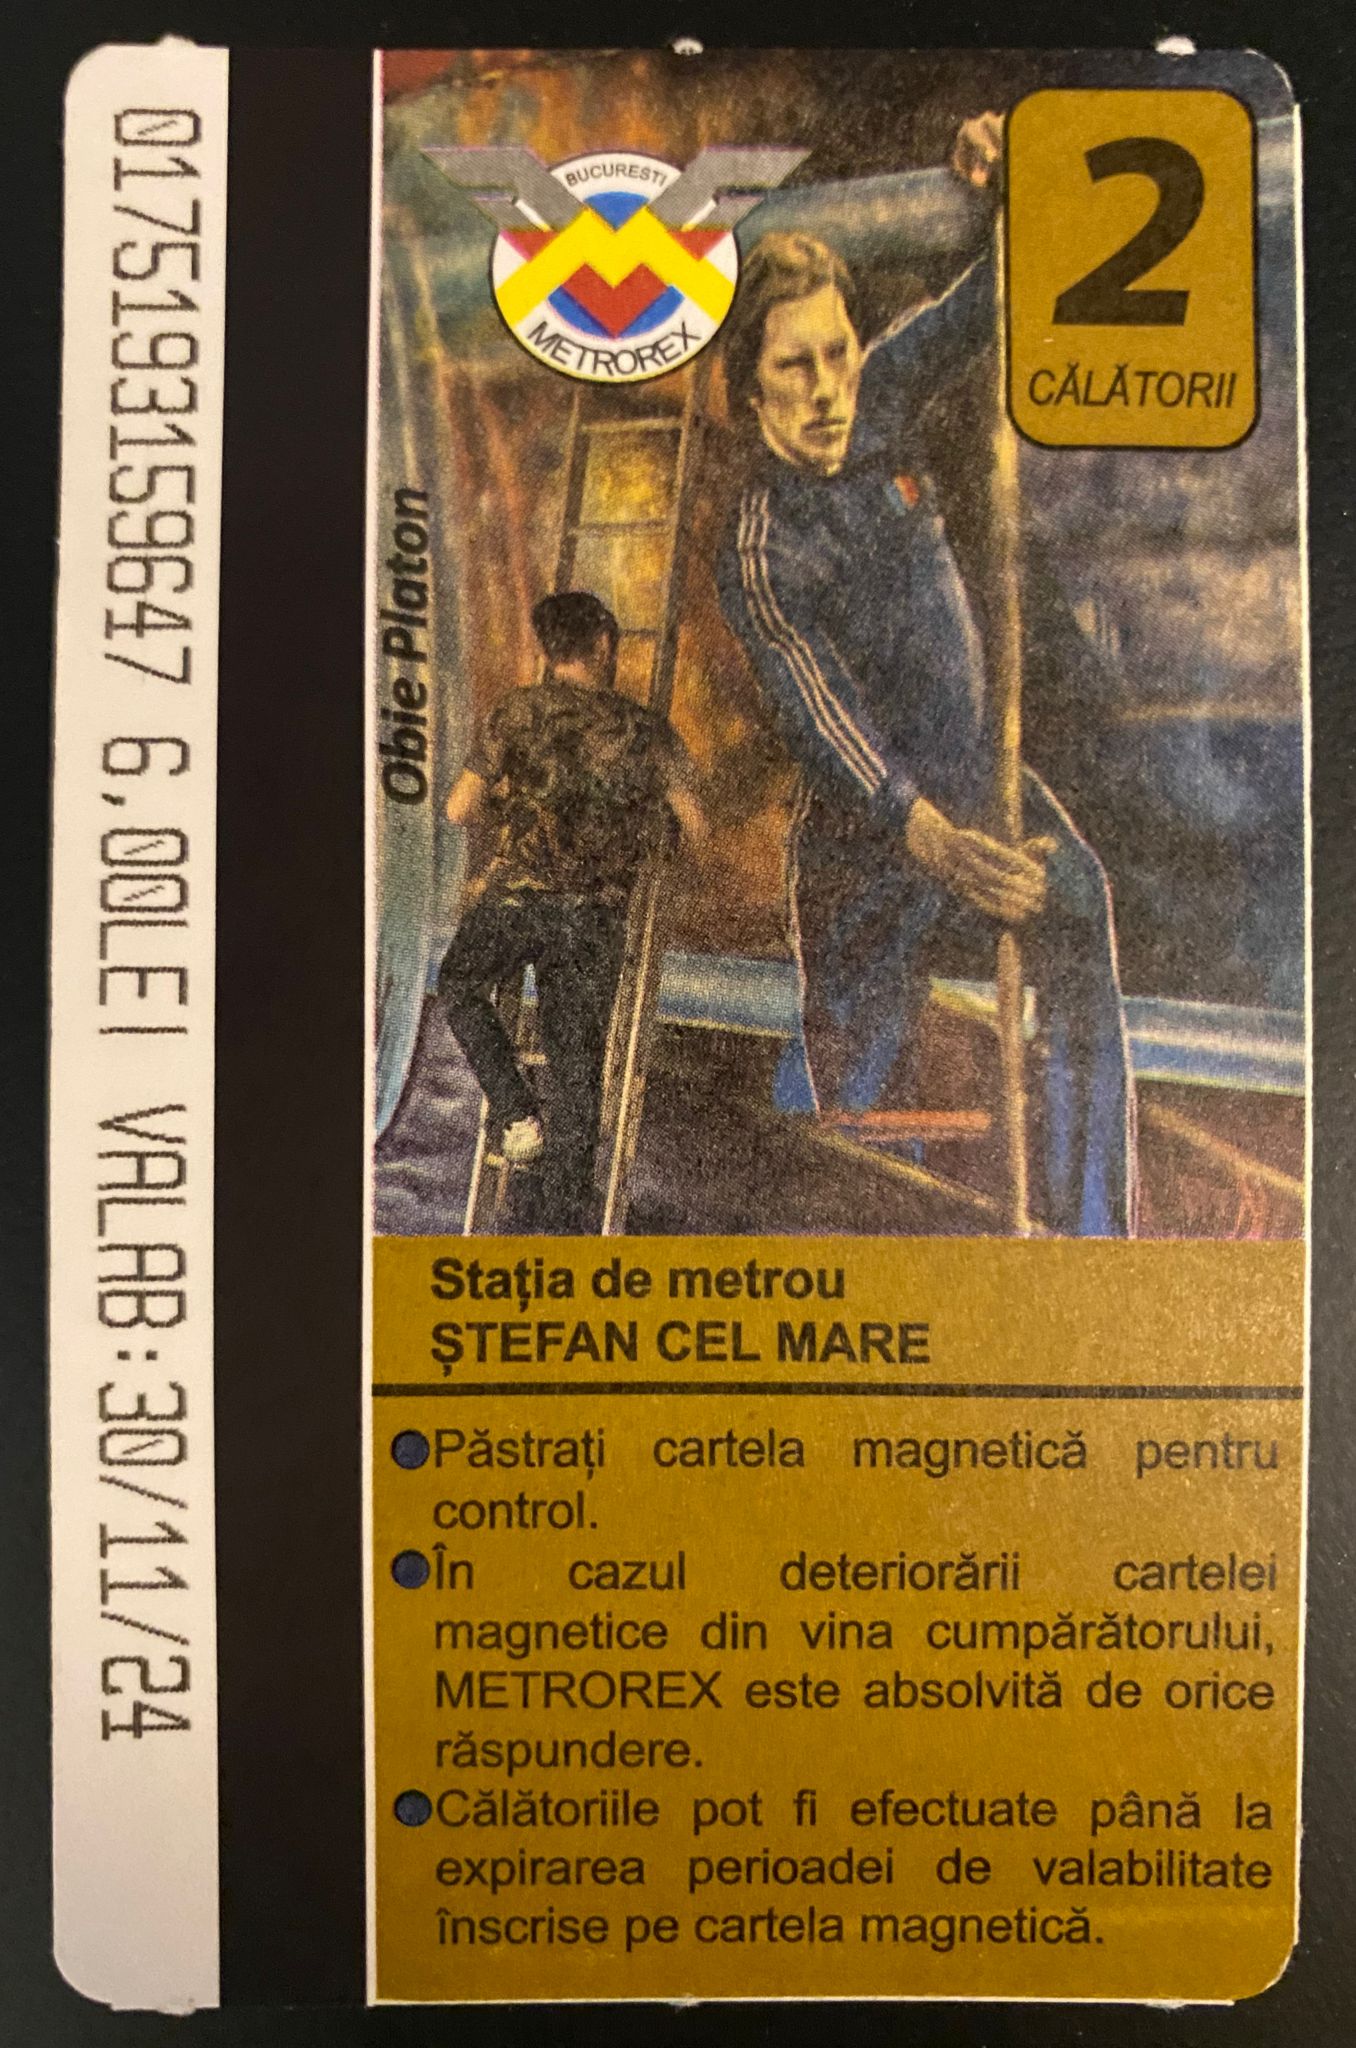 0175193159647 6,00LEI VALAB:30/11/24
BUCURESTI
METROREX
2
CĂLĂTORII
Obie Platon
Stația de metrou
ȘTEFAN CEL MARE
Păstrați cartela magnetică pentru
control.
În cazul deteriorării cartelei
magnetice din vina cumpărătorului,
METROREX este absolvită de orice
răspundere.
Călătoriile pot fi efectuate până la
expirarea perioadei de valabilitate
înscrise pe cartela magnetică.